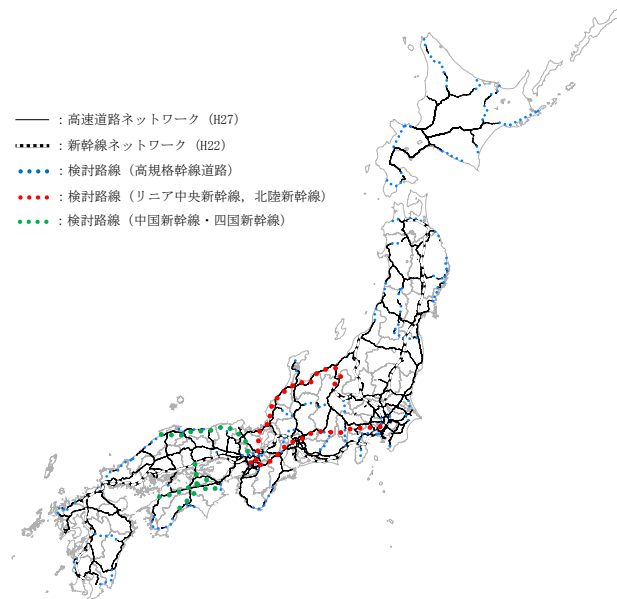 ：高速道路ネットワーク（H27）
：新幹線ネットワーク（H22）
：検討路線（高規格幹線道路）
：検討路線（リニア中央新幹線，北陸新幹線）
：検討路線（中国新幹線・四国新幹線）